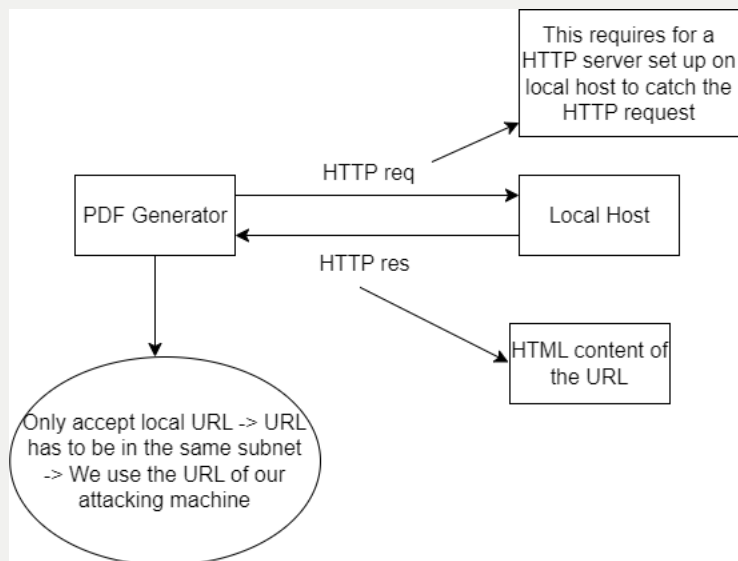 This requires for a
HTTP server set up on
local host to catch the
HTTP request
HTTP req
PDF Generator
Local Host
HTTP res
HTML content of
the URL
Only accept local URL -> URL
has to be in the same subnet
-> We use the URL of our
attacking machine